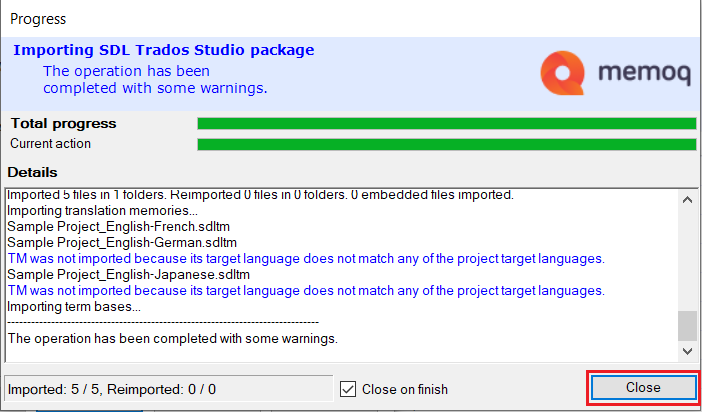 Progress
Importing SDL Trados Studio package
The operation has been
completed with some warnings.
memoq
Total progress
Current action
Details
Imported 5 files in 1 folders. Reimported 0 files in 0 folders. 0 embedded files imported.
Importing translation memories...
Sample Project_English-French.sdltm
Sample Project_English-German.sdltm
TM was not imported because its target language does not match any of the project target languages.
Sample Project_English-Japanese.sdltm
TM was not imported because its target language does not match any of the project target languages.
Importing term bases...
------------------------------------------------------------------------------
The operation has been completed with some warnings.
Imported: 5 / 5, Reimported: 0 / 0
Close on finish
Close